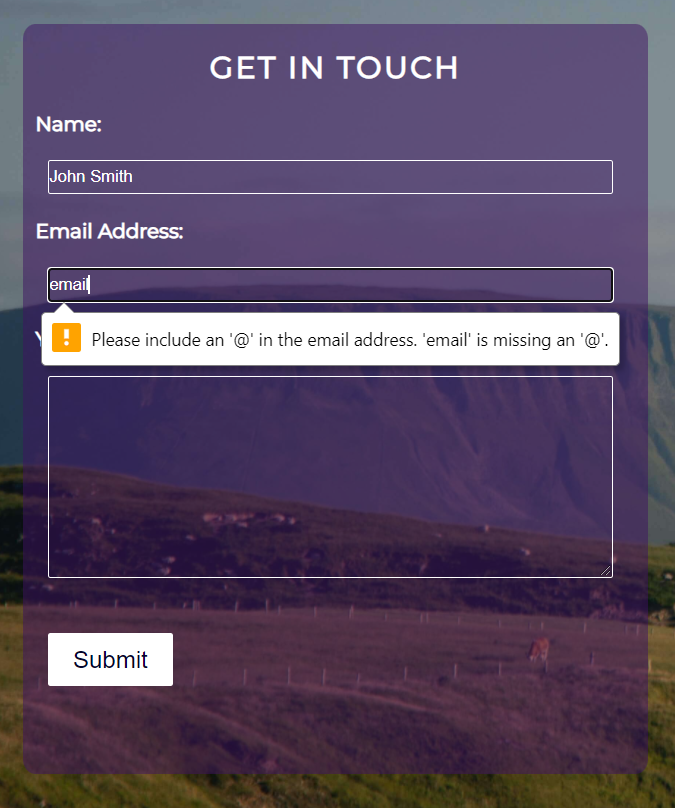 GET IN TOUCH
Name:
John Smith
Email Address:
email
Please include an '@' in the email address. 'email' is missing an '@'.
Submit